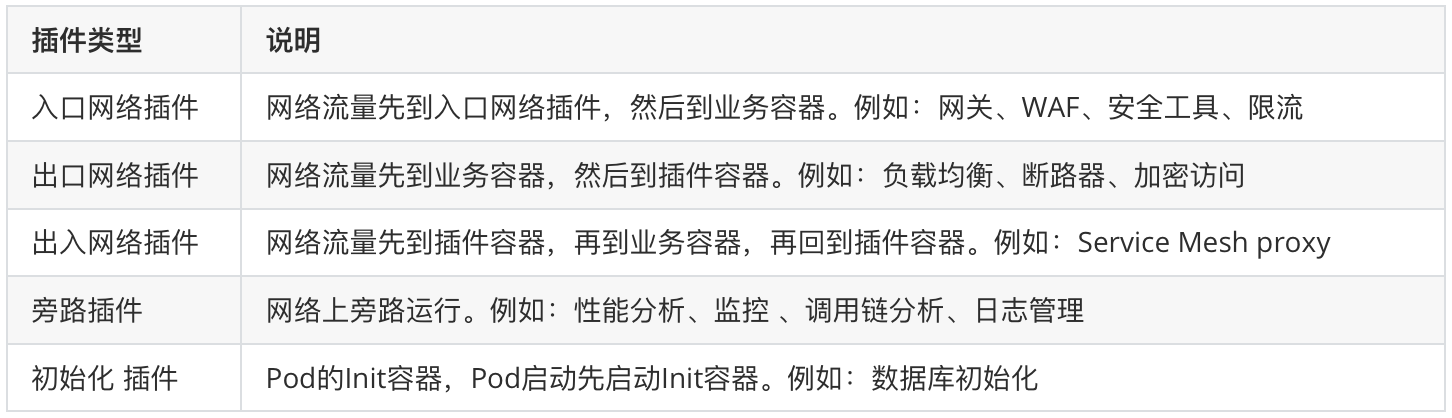 插件类型 说明
入口网络插件 网络流量先到入口网络插件，然后到业务容器。例如：网关、WAF、安全工具、限流
出口网络插件 网络流量先到业务容器，然后到插件容器。例如：负载均衡、断路器、加密访问
出入网络插件 网络流量先到插件容器，再到业务容器，再回到插件容器。例如：Service Mesh proxy
旁路插件 网络上旁路运行。例如：性能分析、监控 、调用链分析、日志管理
初始化 插件 Pod的Init容器，Pod启动先启动Init容器。例如：数据库初始化